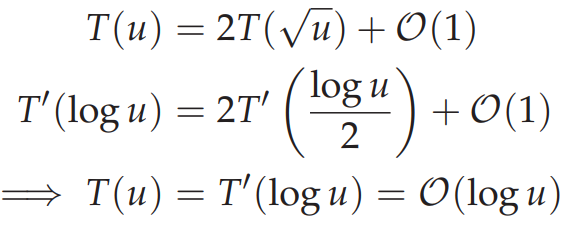 T(u) = 2T(√u) + 𝒪(1)
T′(log u) = 2T′(log u / 2) + 𝒪(1)
⟹ T(u) = T′(log u) = 𝒪(log u)